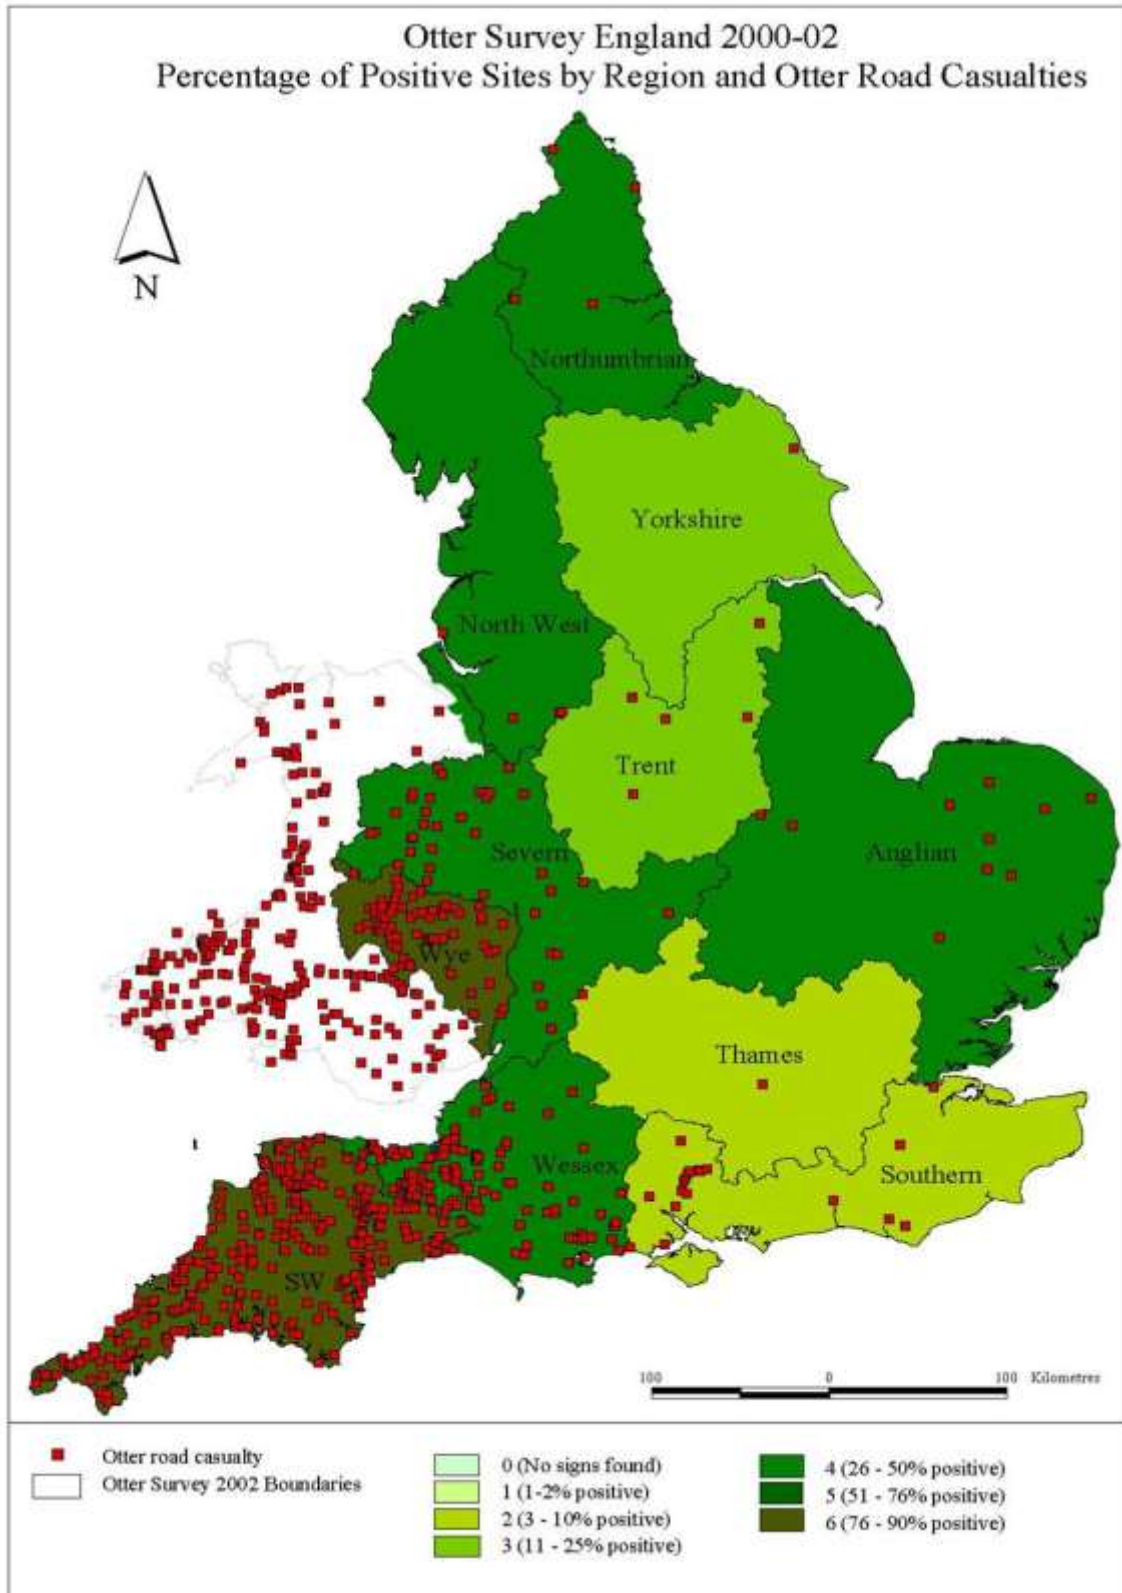 Otter Survey England 2000-02
Percentage of Positive Sites by Region and Otter Road Casualties
N
Northumbrian
Yorkshire
North West
Trent
Severn
Anglian
Wye
Thames
Wessex
Southern
SW
100 0 100 Kilometres
Otter road casualty
Otter Survey 2002 Boundaries
0 (No signs found)
1 (1-2% positive)
2 (3 - 10% positive)
3 (11 - 25% positive)
4 (26 - 50% positive)
5 (51 - 76% positive)
6 (76 - 90% positive)